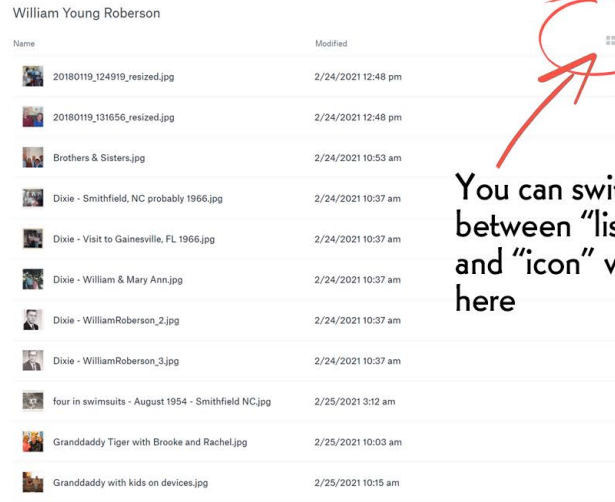 William Young Roberson
Name Modified
20180119_124919_resized.jpg 2/24/2021 12:48 pm
20180119_131656_resized.jpg 2/24/2021 12:48 pm
Brothers & Sisters.jpg 2/24/2021 10:53 am
Dixie - Smithfield, NC probably 1966.jpg 2/24/2021 10:37 am
Dixie - Visit to Gainesville, FL 1966.jpg 2/24/2021 10:37 am
Dixie - William & Mary Ann.jpg 2/24/2021 10:37 am
Dixie - WilliamRoberson_2.jpg 2/24/2021 10:37 am
Dixie - WilliamRoberson_3.jpg 2/24/2021 10:37 am
four in swimsuits - August 1954 - Smithfield NC.jpg 2/25/2021 3:12 am
Granddaddy Tiger with Brooke and Rachel.jpg 2/25/2021 10:03 am
Granddaddy with kids on devices.jpg 2/25/2021 10:15 am
You can swi
between “lis
and “icon” v
here